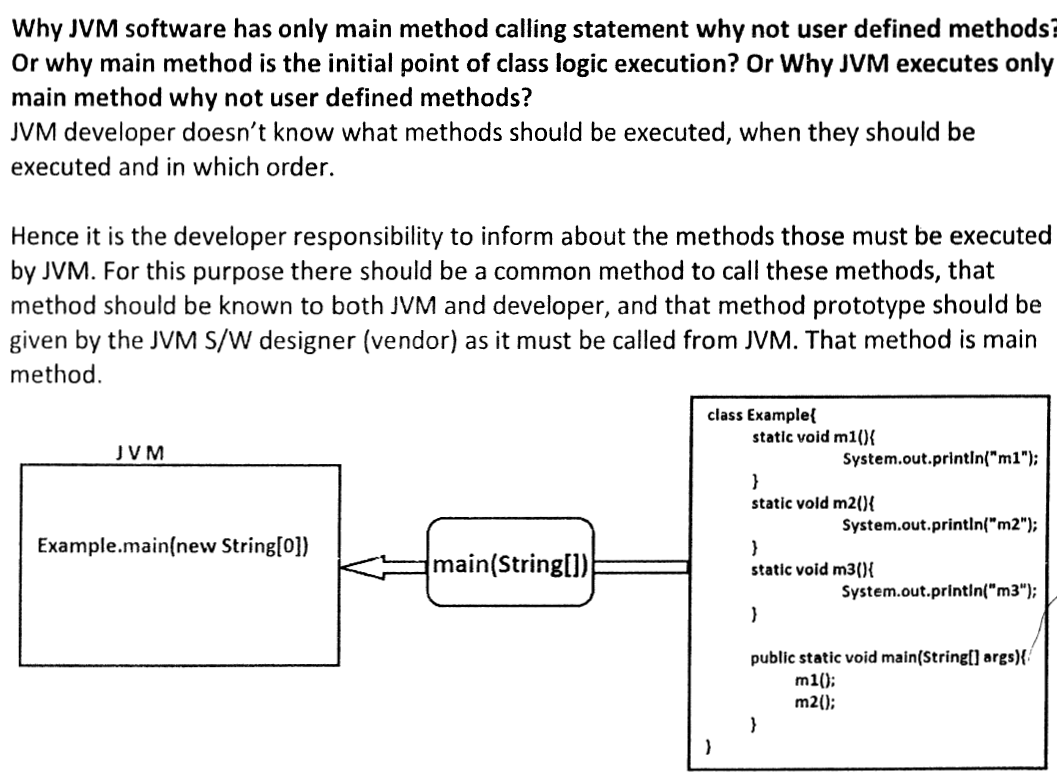 Why JVM software has only main method calling statement why not user defined methods?
Or why main method is the initial point of class logic execution? Or Why JVM executes only
main method why not user defined methods?
JVM developer doesn't know what methods should be executed, when they should be
executed and in which order.
Hence it is the developer responsibility to inform about the methods those must be executed
by JVM. For this purpose there should be a common method to call these methods, that
method should be known to both JVM and developer, and that method prototype should be
given by the JVM S/W designer (vendor) as it must be called from JVM. That method is main
method.
JVM
Example.main(new String[0])
main(String[])
class Example{
static void m1(){
System.out.println("m1");
}
static void m2(){
System.out.println("m2");
}
static void m3(){
System.out.println("m3");
}
public static void main(String[] args){
m1();
m2();
}
}